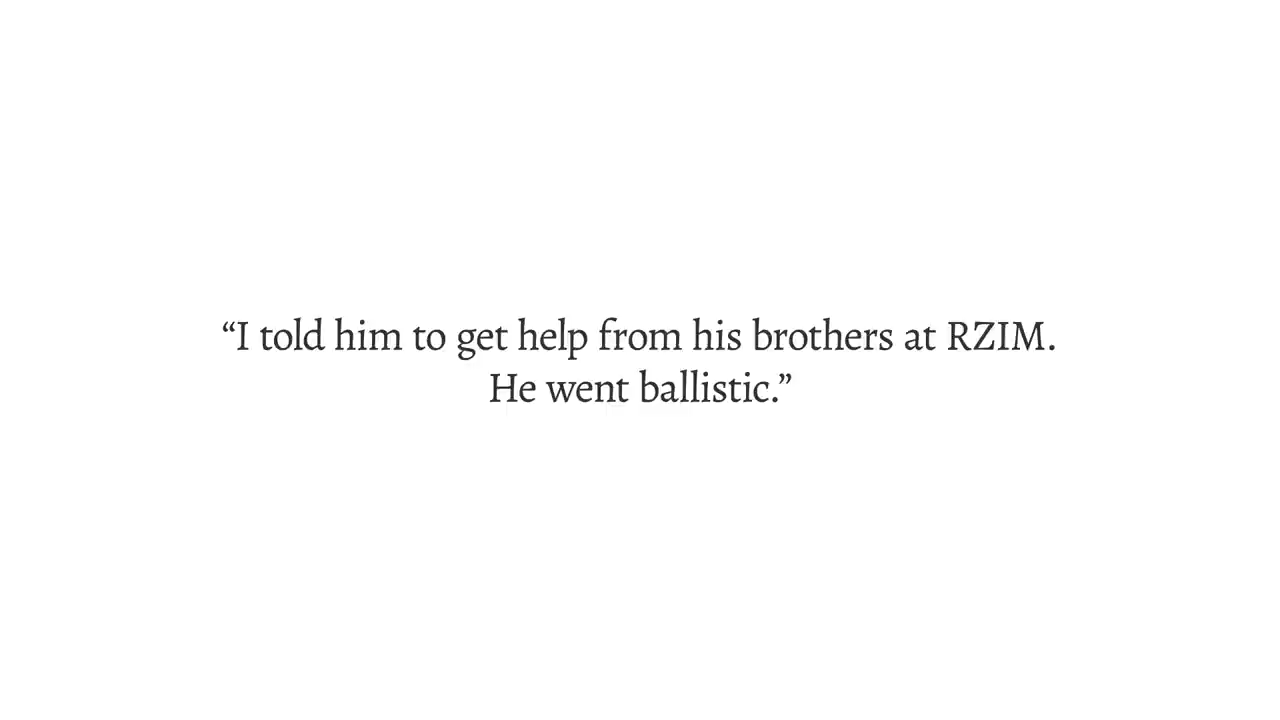 “I told him to get help from his brothers at RZIM.
He went ballistic.”